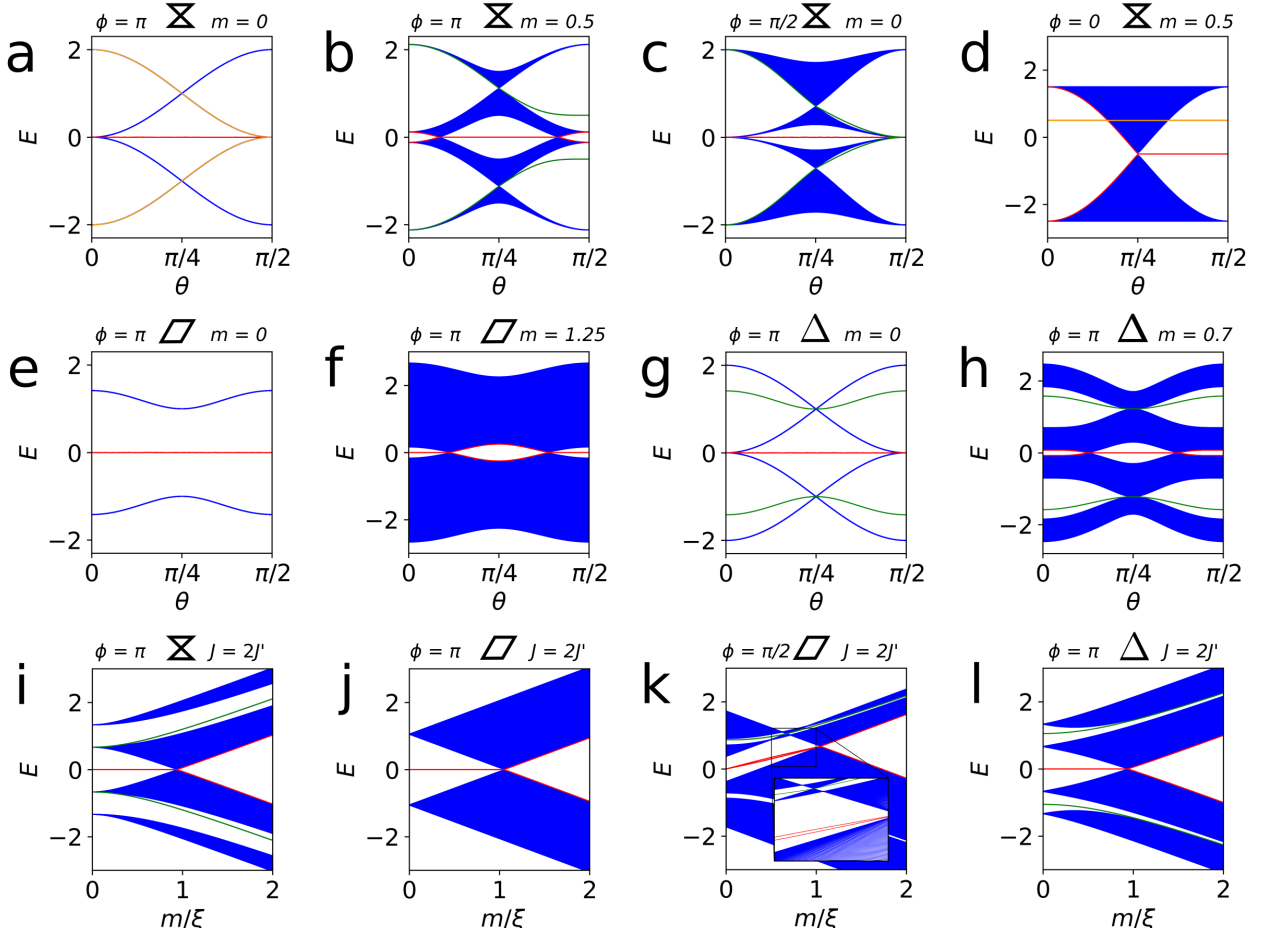 a
ϕ = π m = 0
E
2
0
−2
0 π/4 π/2
θ
b
ϕ = π m = 0.5
E
2
0
−2
0 π/4 π/2
θ
c
ϕ = π/2 m = 0
E
2
0
−2
0 π/4 π/2
θ
d
ϕ = 0 m = 0.5
E
2
0
−2
0 π/4 π/2
θ
e
ϕ = π m = 0
E
2
0
−2
0 π/4 π/2
θ
f
ϕ = π m = 1.25
E
2
0
−2
0 π/4 π/2
θ
g
ϕ = π m = 0
E
2
0
−2
0 π/4 π/2
θ
h
ϕ = π m = 0.7
E
2
0
−2
0 π/4 π/2
θ
i
ϕ = π J = 2J'
E
2
0
−2
0 1 2
m/ξ
j
ϕ = π J = 2J'
E
2
0
−2
0 1 2
m/ξ
k
ϕ = π/2 J = 2J'
E
2
0
−2
0 1 2
m/ξ
l
ϕ = π J = 2J'
E
2
0
−2
0 1 2
m/ξ